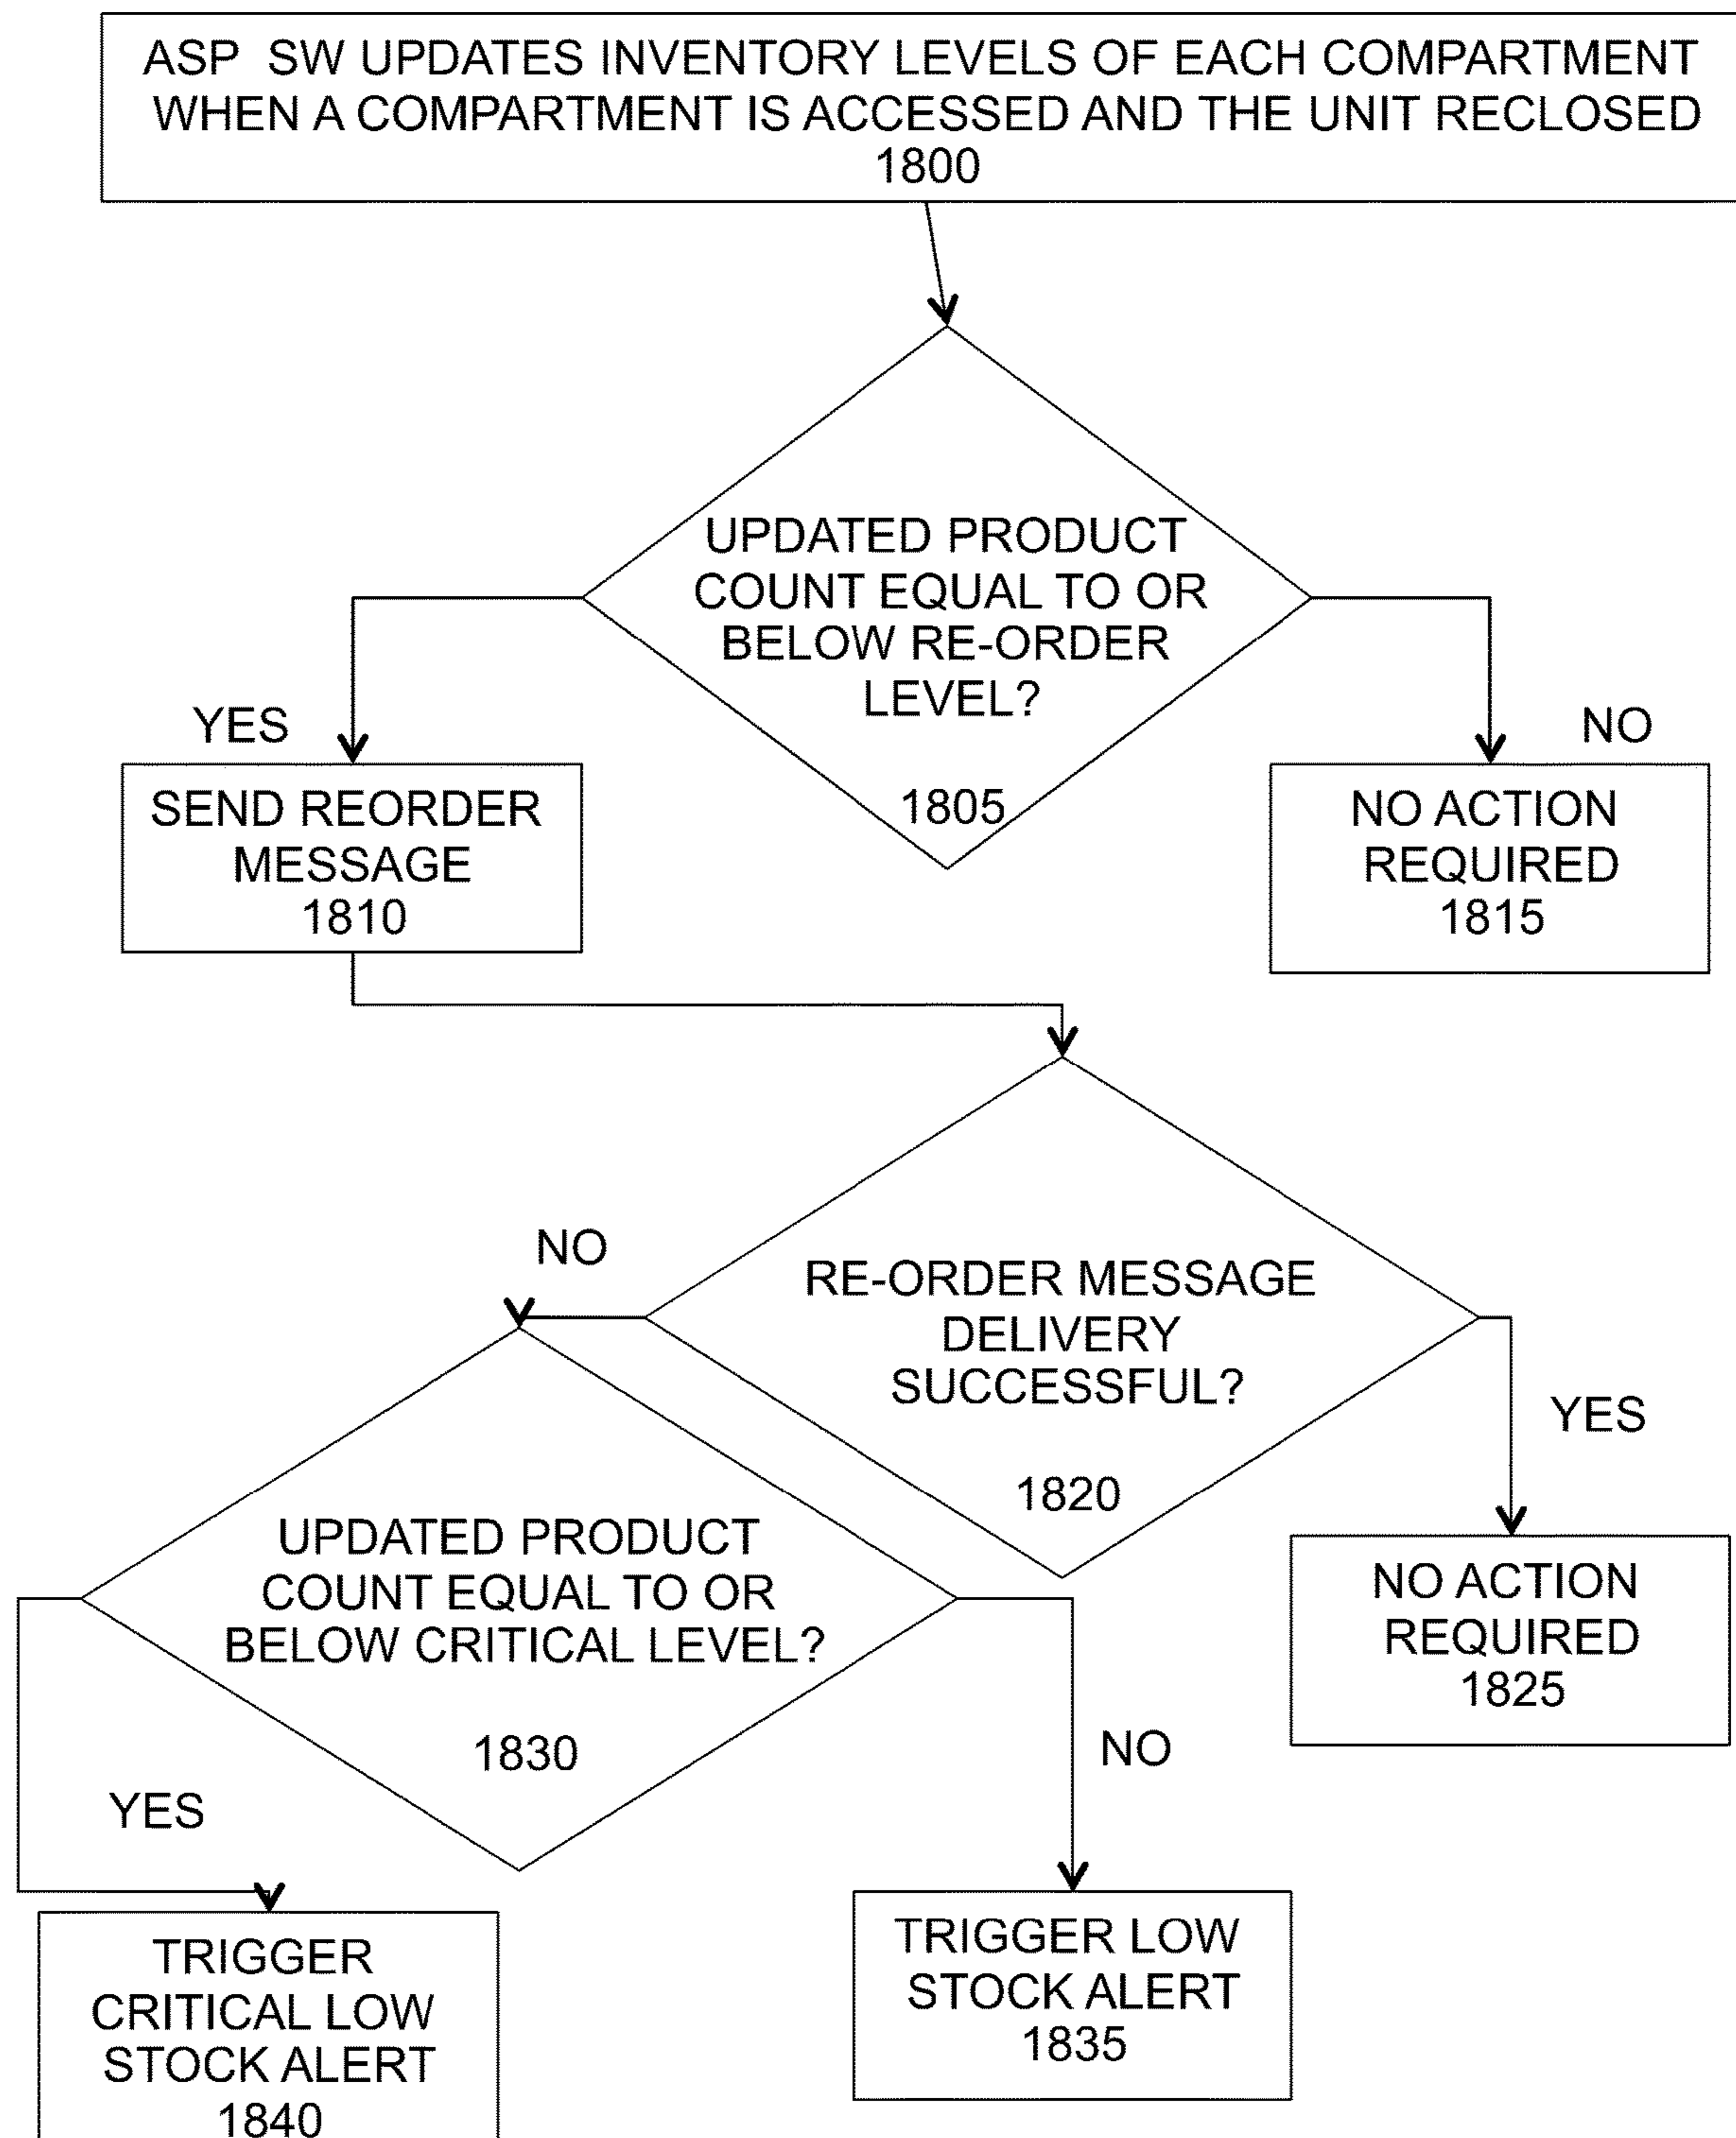 ASP SW UPDATES INVENTORY LEVELS OF EACH COMPARTMENT
WHEN A COMPARTMENT IS ACCESSED AND THE UNIT RECLOSED
1800
UPDATED PRODUCT
COUNT EQUAL TO OR
BELOW RE-ORDER
LEVEL?
1805
YES
NO
SEND REORDER
MESSAGE
1810
NO ACTION
REQUIRED
1815
RE-ORDER MESSAGE
DELIVERY
SUCCESSFUL?
1820
NO
YES
UPDATED PRODUCT
COUNT EQUAL TO OR
BELOW CRITICAL LEVEL?
1830
NO ACTION
REQUIRED
1825
YES
NO
TRIGGER
CRITICAL LOW
STOCK ALERT
1840
TRIGGER LOW
STOCK ALERT
1835